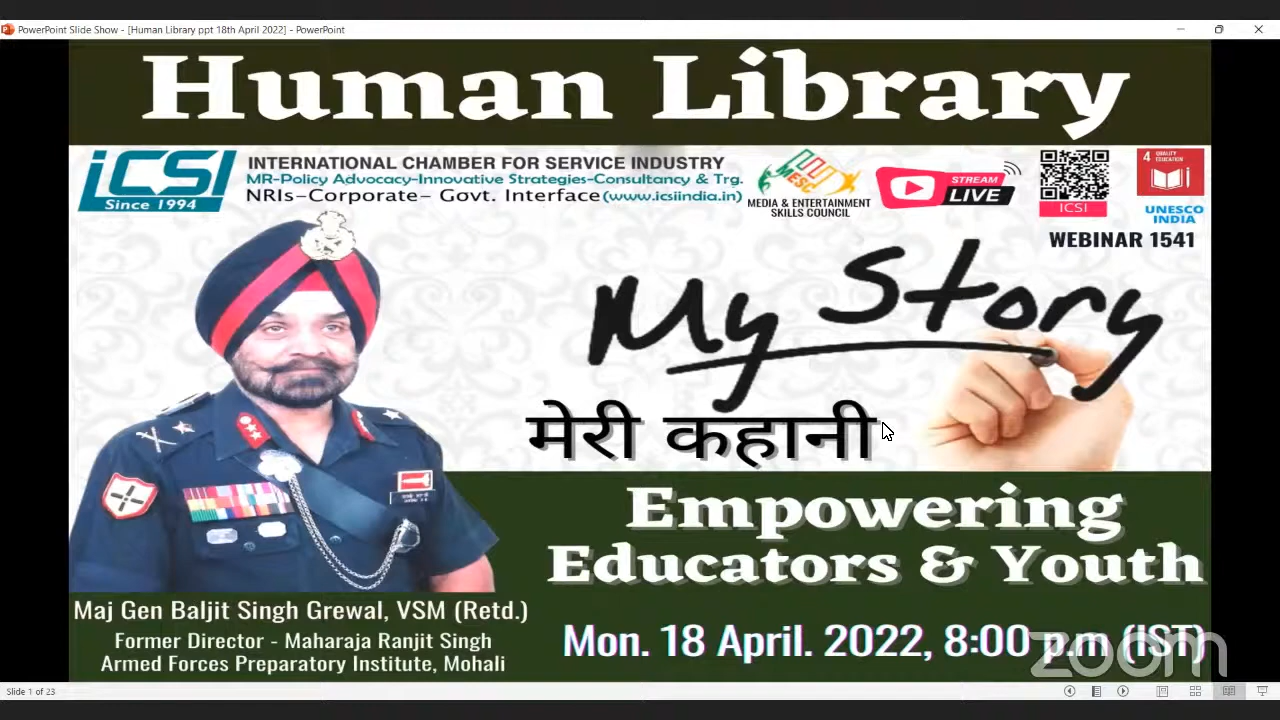 PowerPoint Slide Show - [Human Library ppt 18th April 2022] - PowerPoint
Human Library
iCSI
Since 1994
INTERNATIONAL CHAMBER FOR SERVICE INDUSTRY
MR-Policy Advocacy-Innovative Strategies-Consultancy & Trg.
NRIs-Corporate- Govt. Interface (www.icsiindia.in)
MESC
MEDIA & ENTERTAINMENT
SKILLS COUNCIL
STREAM
LIVE
ICSI
4 QUALITY
EDUCATION
UNESCO
INDIA
WEBINAR 1541
My Story
मेरी कहानी
Empowering
Educators & Youth
Maj Gen Baljit Singh Grewal, VSM (Retd.)
Former Director - Maharaja Ranjit Singh
Armed Forces Preparatory Institute, Mohali
Mon. 18 April. 2022, 8:00 p.m (IST)
zoom
Slide 1 of 23